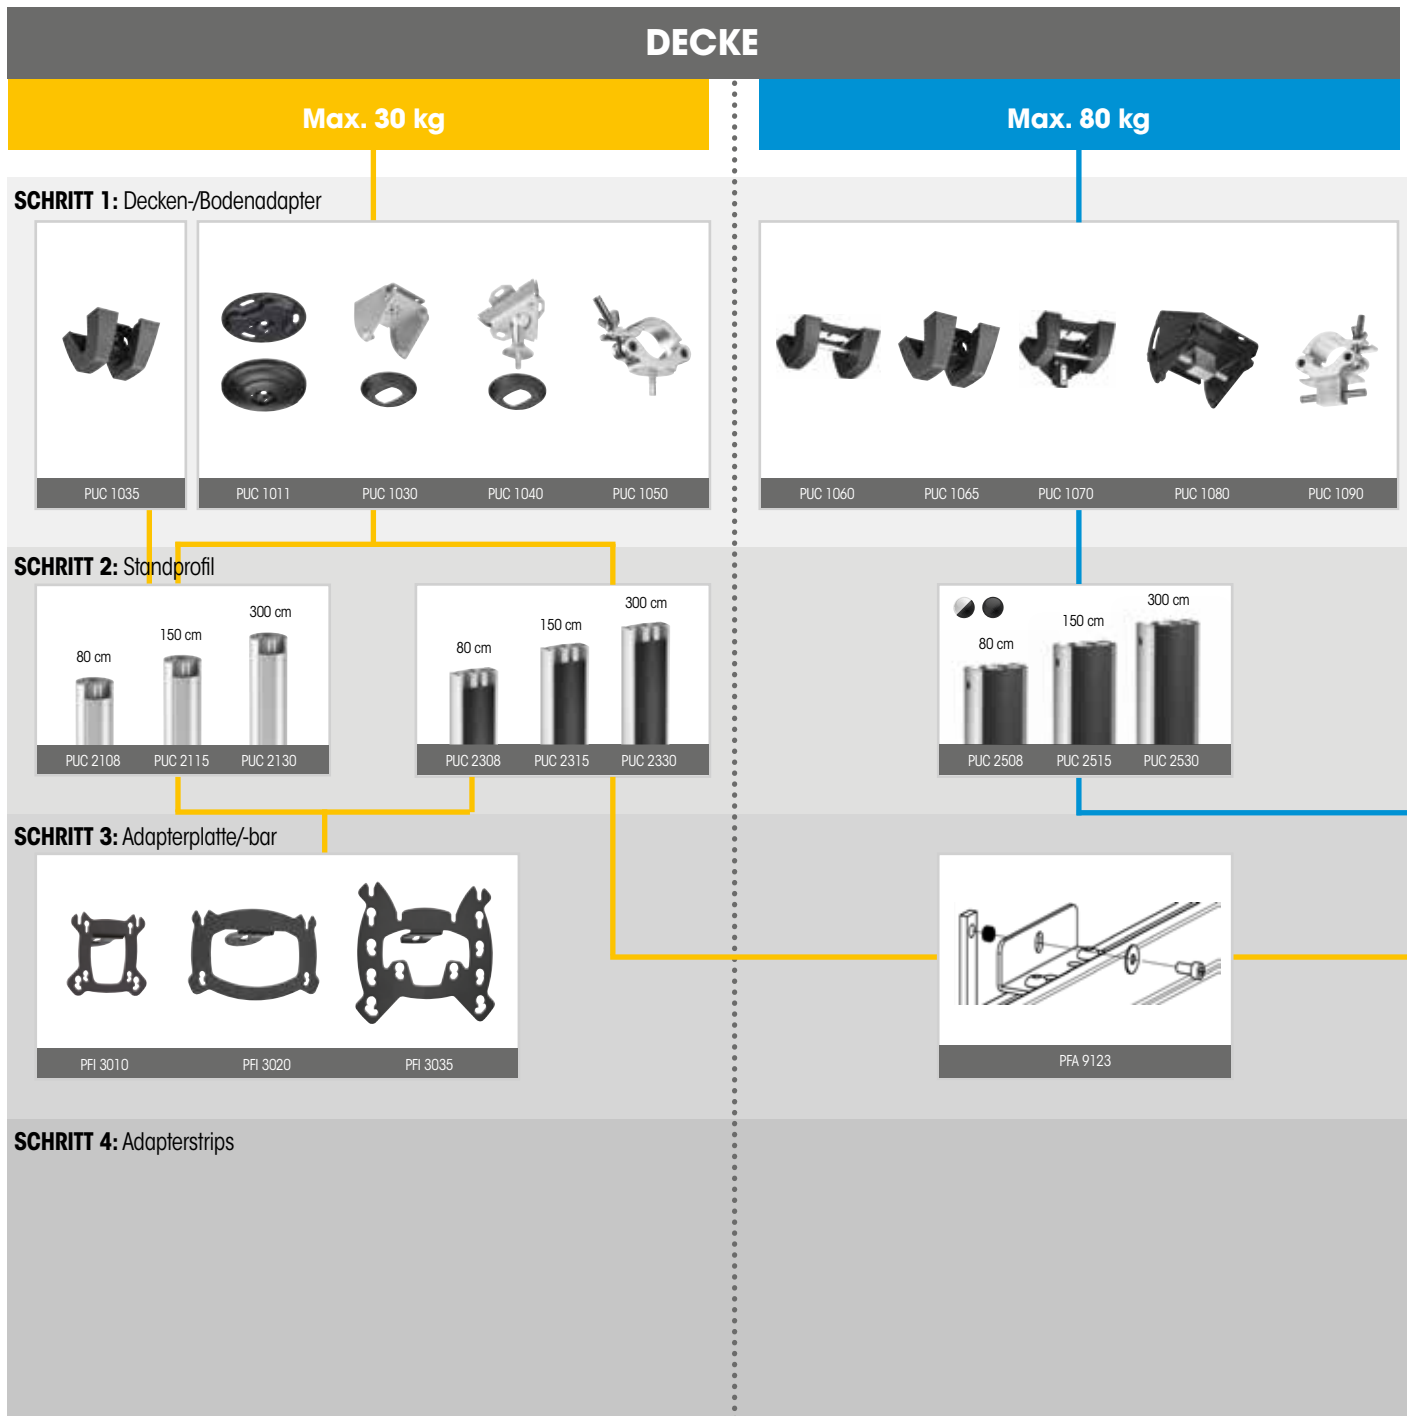 DECKE
Max. 30 kg
Max. 80 kg
SCHRITT 1: Decken-/Bodenadapter
PUC 1035
PUC 1011
PUC 1030
PUC 1040
PUC 1050
PUC 1060
PUC 1065
PUC 1070
PUC 1080
PUC 1090
SCHRITT 2: Standprofil
80 cm
150 cm
300 cm
PUC 2108
PUC 2115
PUC 2130
80 cm
150 cm
300 cm
PUC 2308
PUC 2315
PUC 2330
80 cm
150 cm
300 cm
PUC 2508
PUC 2515
PUC 2530
SCHRITT 3: Adapterplatte/-bar
PFI 3010
PFI 3020
PFI 3035
PFA 9123
SCHRITT 4: Adapterstrips